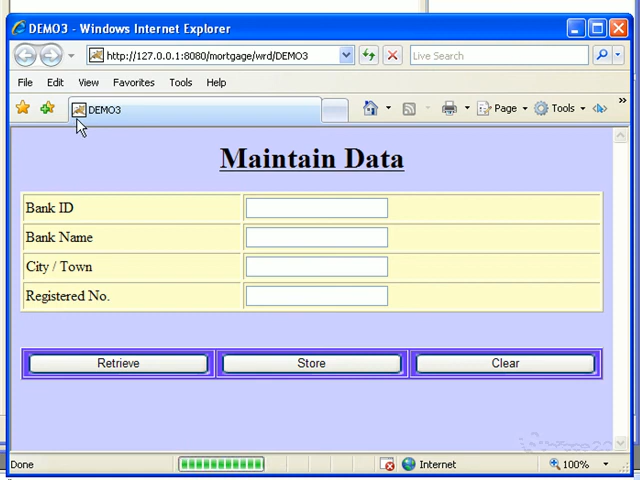 DEMO3 - Windows Internet Explorer
http://127.0.0.1:8080/mortgage/wrd/DEMO3
Live Search
File Edit View Favorites Tools Help
DEMO3
Page Tools
Maintain Data
Bank ID
Bank Name
City / Town
Registered No.
Retrieve Store Clear
Done Internet 100%